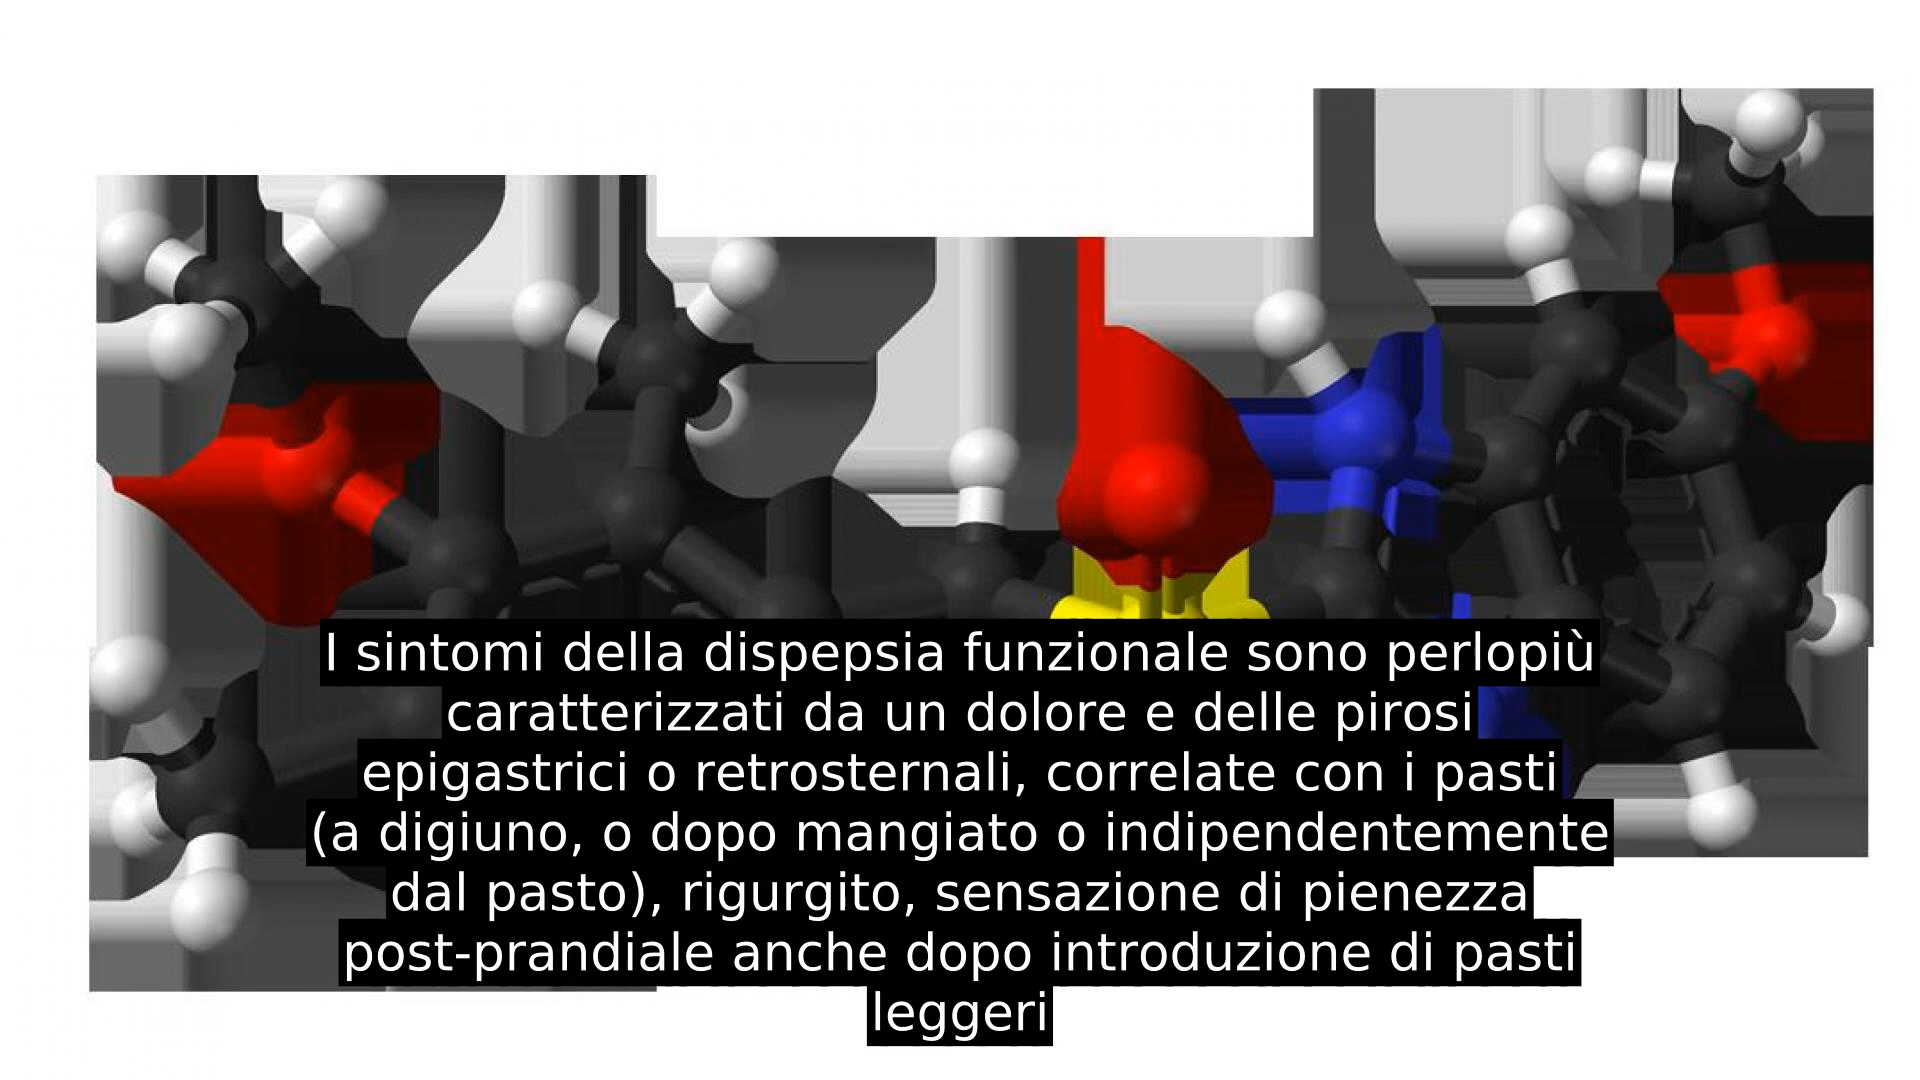 I sintomi della dispepsia funzionale sono perlopiù
caratterizzati da un dolore e delle pirosi
epigastrici o retrosternali, correlate con i pasti
(a digiuno, o dopo mangiato o indipendentemente
dal pasto), rigurgito, sensazione di pienezza
post-prandiale anche dopo introduzione di pasti
leggeri